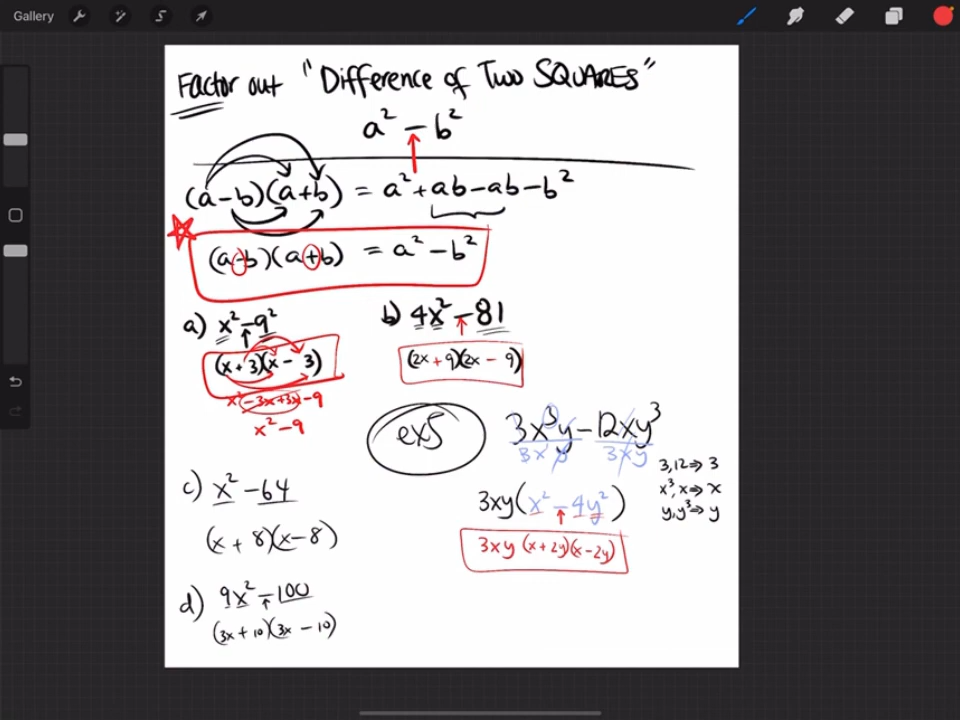 Gallery
Factor out "Difference of Two SQUARES"
a² - b²
(a-b)(a+b) = a² + ab - ab - b²
(a-b)(a+b) = a² - b²
a) x² - 9²
(x + 3)(x - 3)
x² - 3x + 3x - 9
x² - 9
b) 4x² - 81
(2x + 9)(2x - 9)
ex5
3x³y - 12xy³
3x y 3xy
3,12 ⇒ 3
x³, x ⇒ x
y, y³ ⇒ y
3xy(x² - 4y²)
3xy (x+2y)(x-2y)
c) x² - 64
(x + 8)(x - 8)
d) 9x² - 100
(3x + 10)(3x - 10)